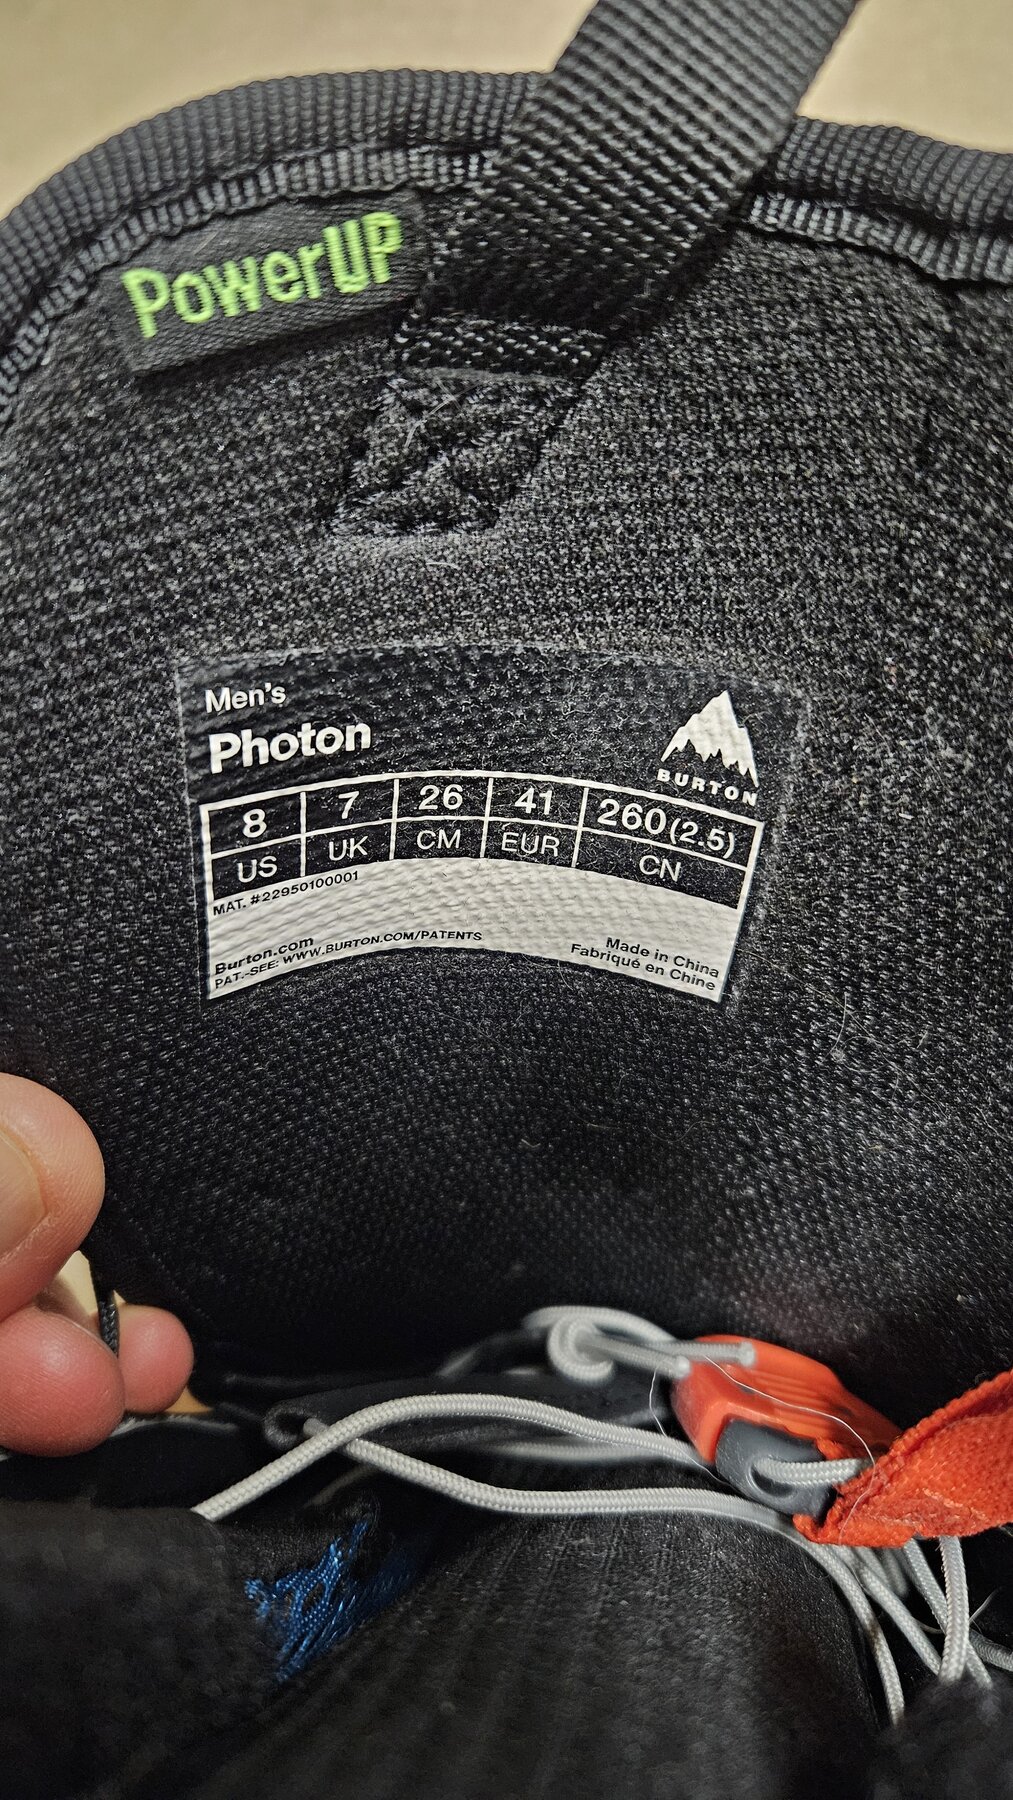 PowerUP
Men's
Photon
BURTON
8 7 26 41 260(2.5)
US UK CM EUR CN
MAT. #22950100001
Burton.com
PAT.-SEE: WWW.BURTON.COM/PATENTS
Made in China
Fabriqué en Chine